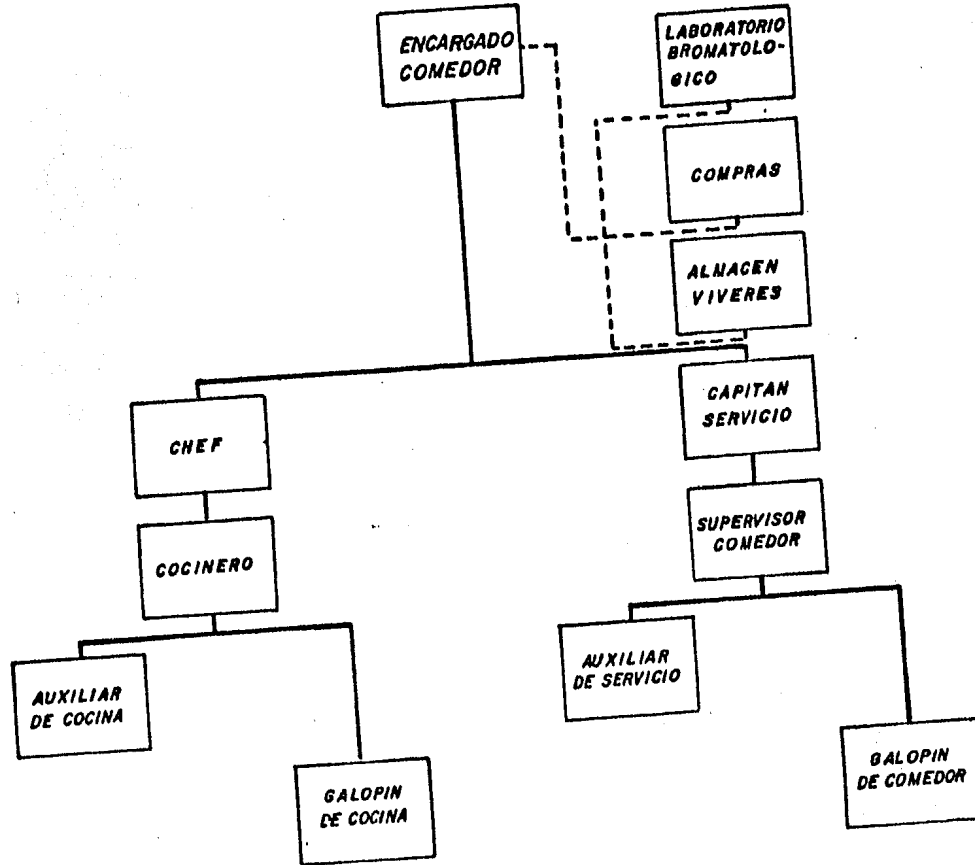 ENCARGADO
COMEDOR
LABORATORIO
BROMATOLO-
GICO
COMPRAS
ALMACEN
VIVERES
CHEF
CAPITAN
SERVICIO
COCINERO
SUPERVISOR
COMEDOR
AUXILIAR
DE COCINA
GALOPIN
DE COCINA
AUXILIAR
DE SERVICIO
GALOPIN
DE COMEDOR